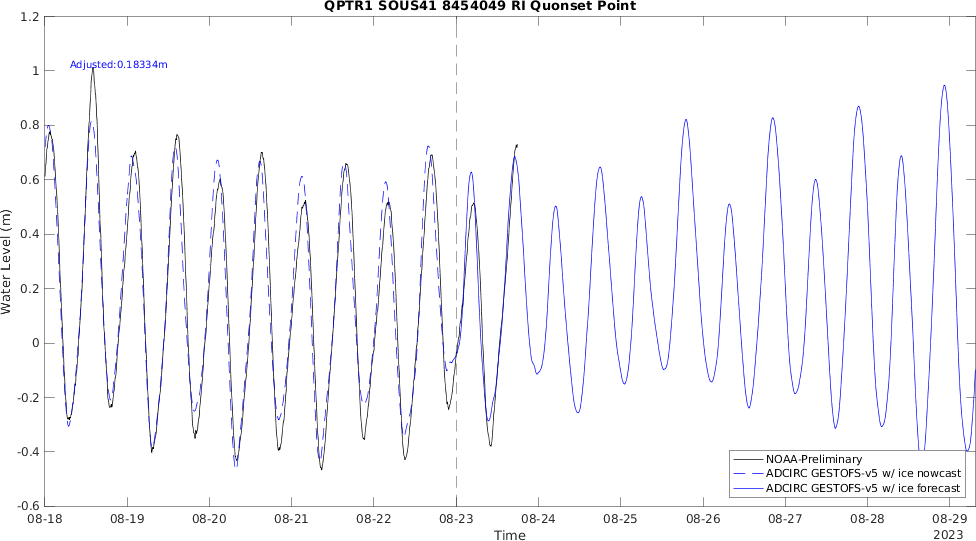 QPTR1 SOUS41 8454049 RI Quonset Point
Adjusted:0.18334m
1.2
1
0.8
0.6
0.4
0.2
0
-0.2
-0.4
-0.6
Water Level (m)
NOAA-Preliminary
ADCIRC GESTOFS-v5 w/ ice nowcast
ADCIRC GESTOFS-v5 w/ ice forecast
08-18 08-19 08-20 08-21 08-22 08-23 08-24 08-25 08-26 08-27 08-28 08-29
Time
2023